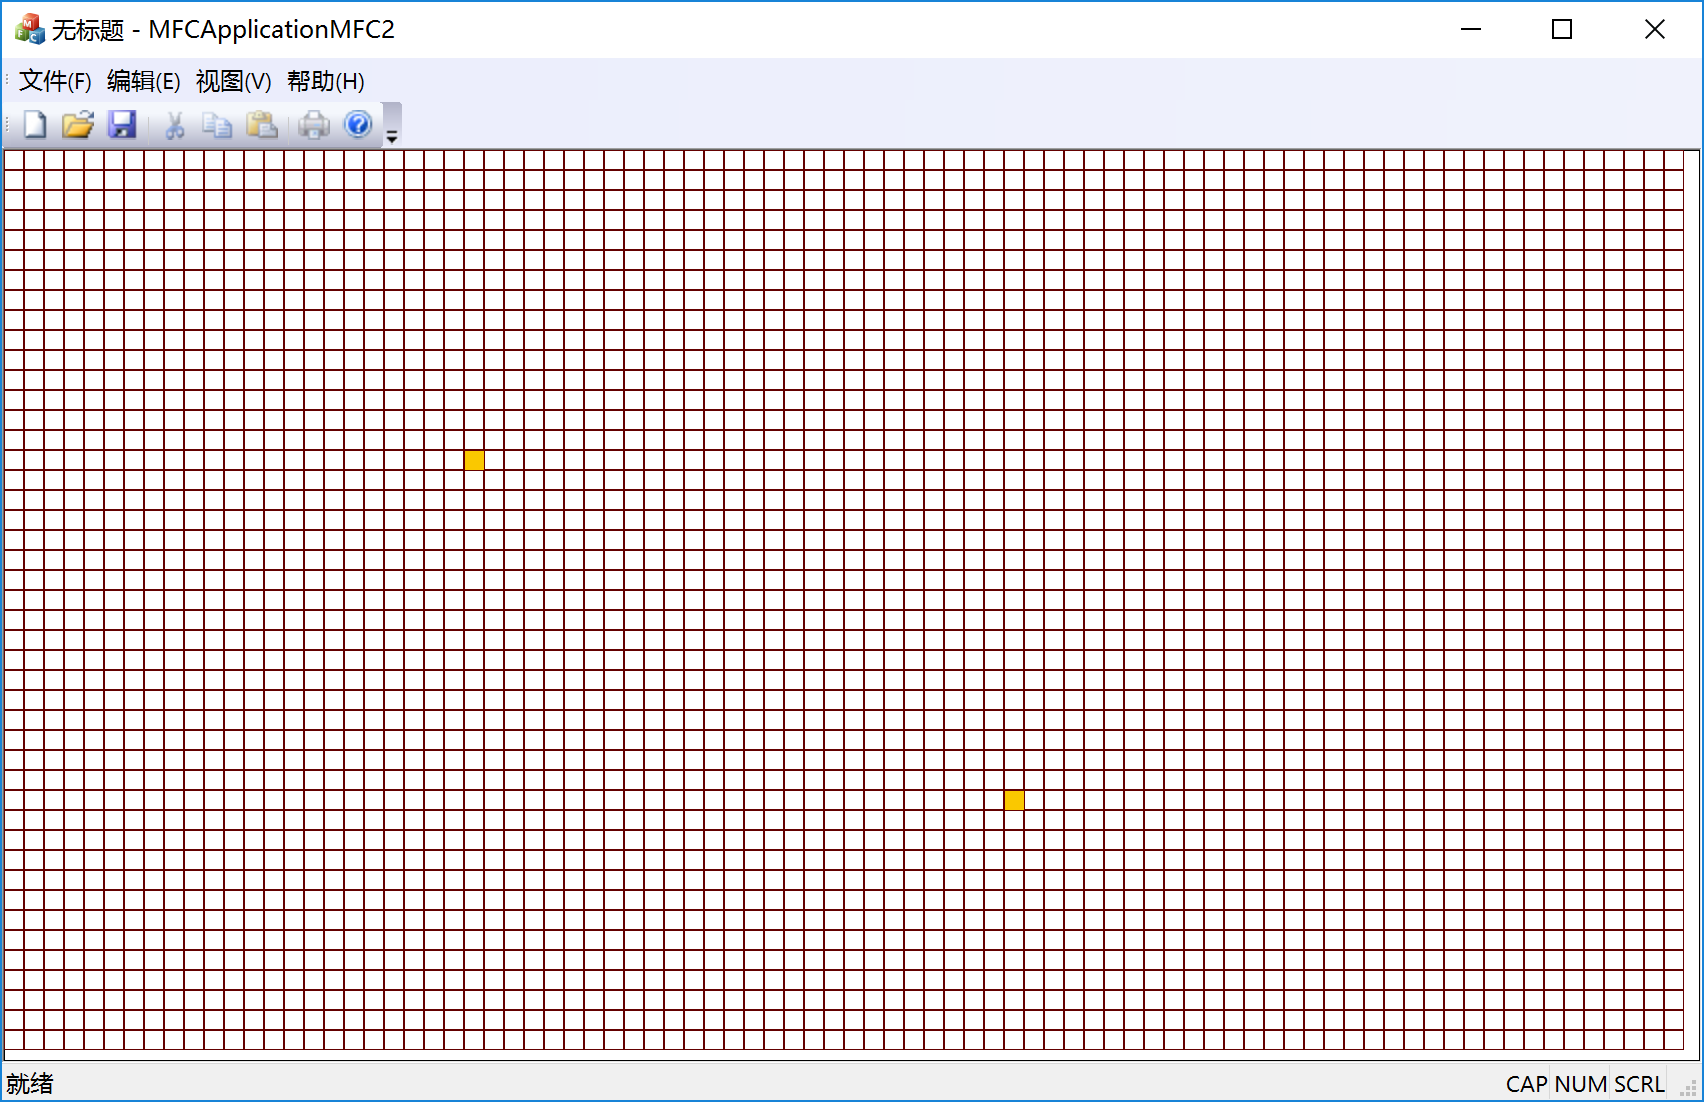 无标题 - MFCApplicationMFC2
文件(F) 编辑(E) 视图(V) 帮助(H)
就绪 CAP NUM SCRL